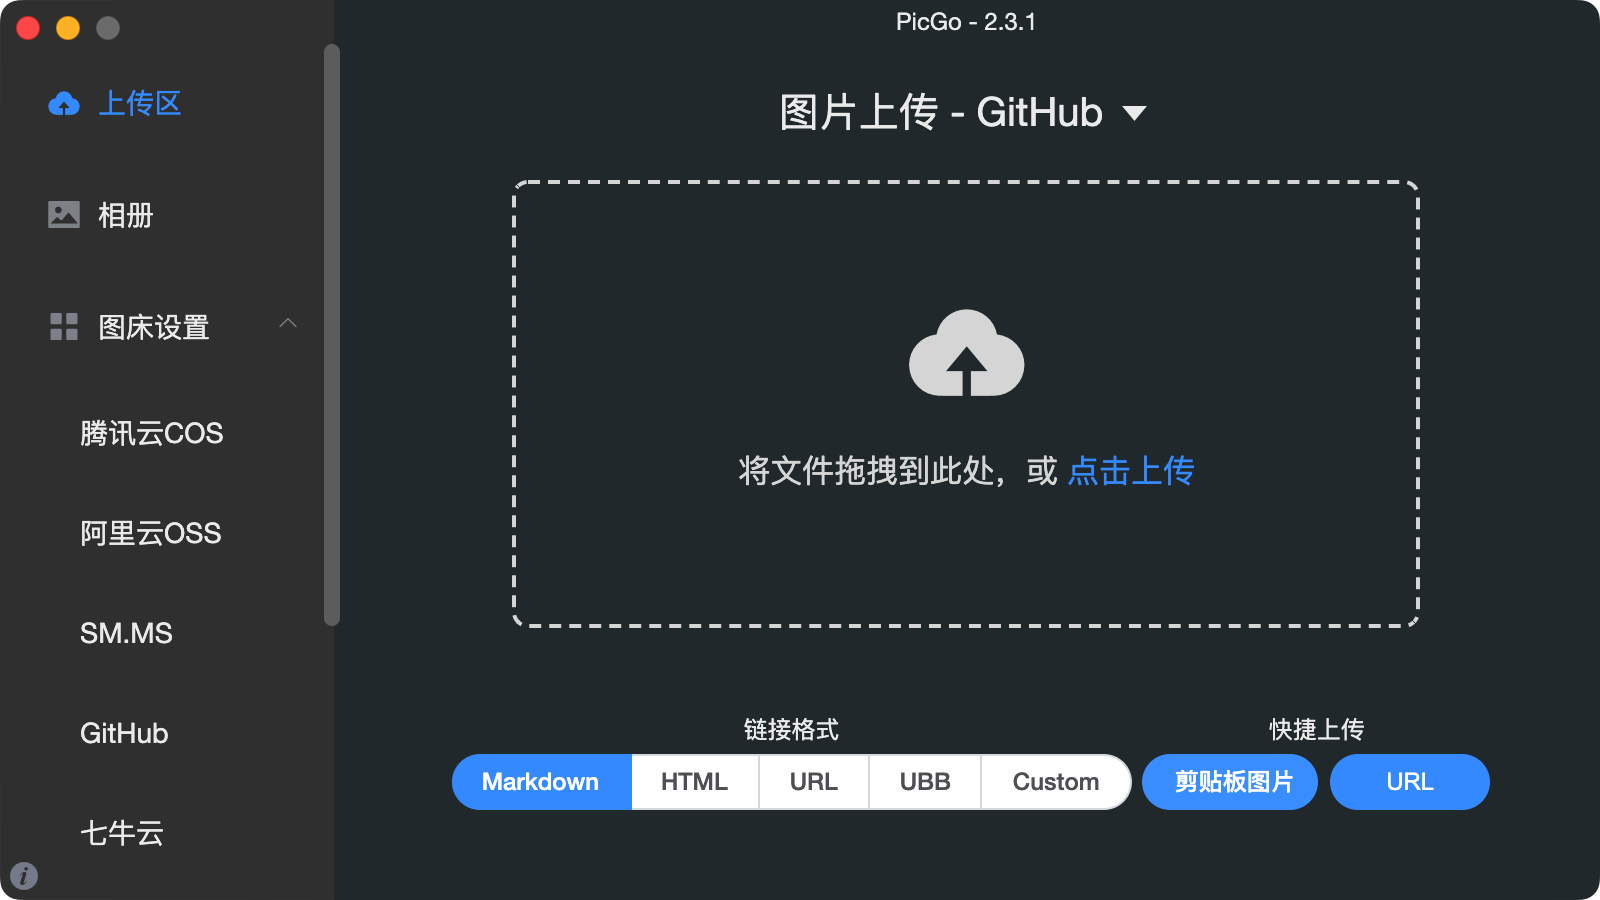 PicGo - 2.3.1
上传区
相册
图床设置
腾讯云COS
阿里云OSS
SM.MS
GitHub
七牛云
图片上传 - GitHub
将文件拖拽到此处，或 点击上传
链接格式
Markdown HTML URL UBB Custom
快捷上传
剪贴板图片 URL